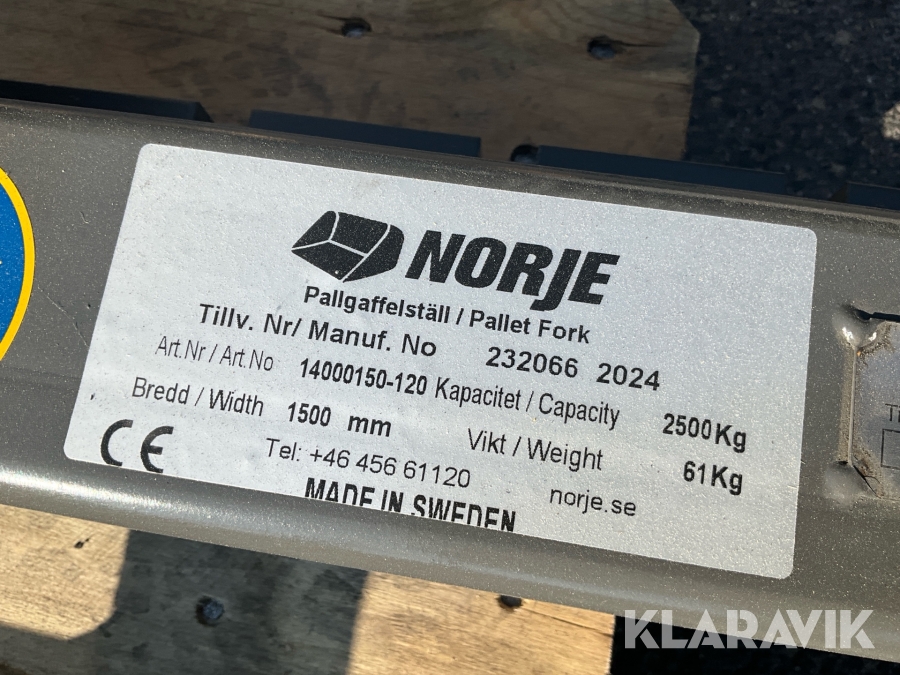 NORJE
Pallgaffelställ / Pallet Fork
Tillv. Nr/ Manuf. No 232066 2024
Art.Nr / Art.No 14000150-120 Kapacitet / Capacity 2500Kg
Bredd / Width 1500 mm Vikt / Weight 61Kg
CE Tel: +46 456 61120 norje.se
MADE IN SWEDEN
KLARAVIK